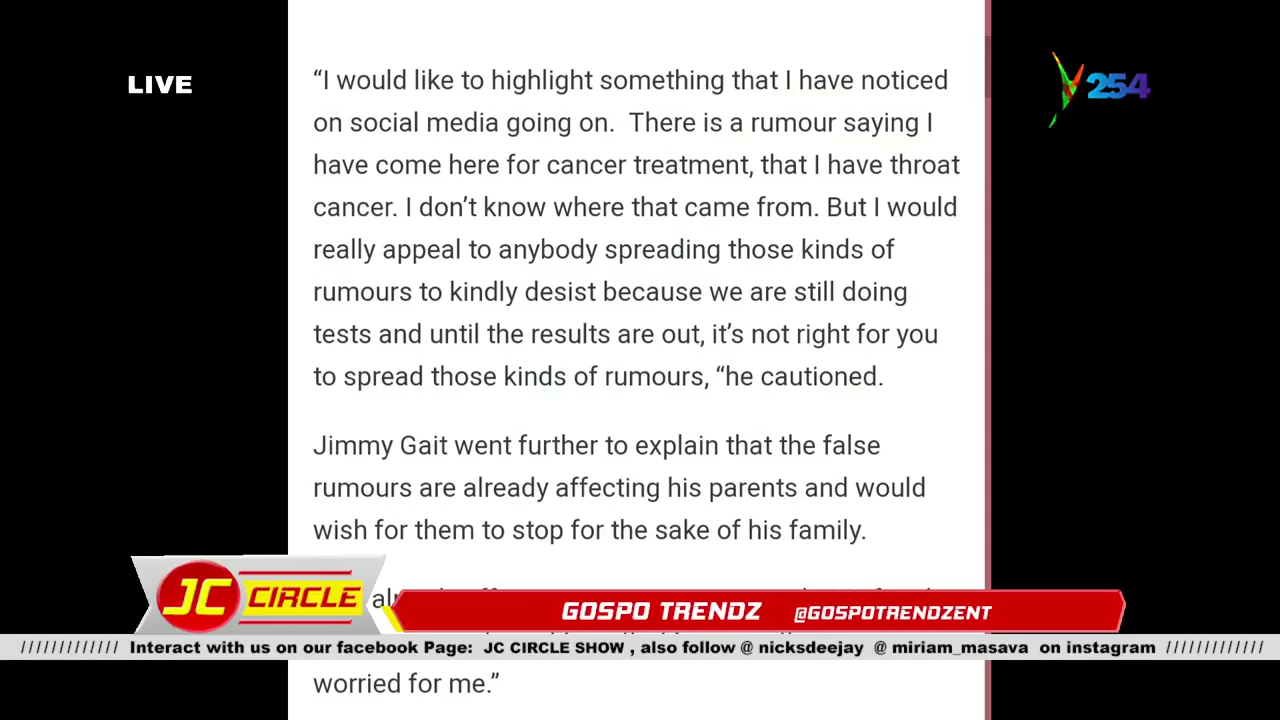 LIVE
254
“I would like to highlight something that I have noticed
on social media going on.  There is a rumour saying I
have come here for cancer treatment, that I have throat
cancer. I don’t know where that came from. But I would
really appeal to anybody spreading those kinds of
rumours to kindly desist because we are still doing
tests and until the results are out, it’s not right for you
to spread those kinds of rumours, “he cautioned.
Jimmy Gait went further to explain that the false
rumours are already affecting his parents and would
wish for them to stop for the sake of his family.
JC CIRCLE
GOSPO TRENDZ @GOSPOTRENDZENT
Interact with us on our facebook Page:  JC CIRCLE SHOW , also follow @ nicksdeejay  @ miriam_masava  on instagram
worried for me.”